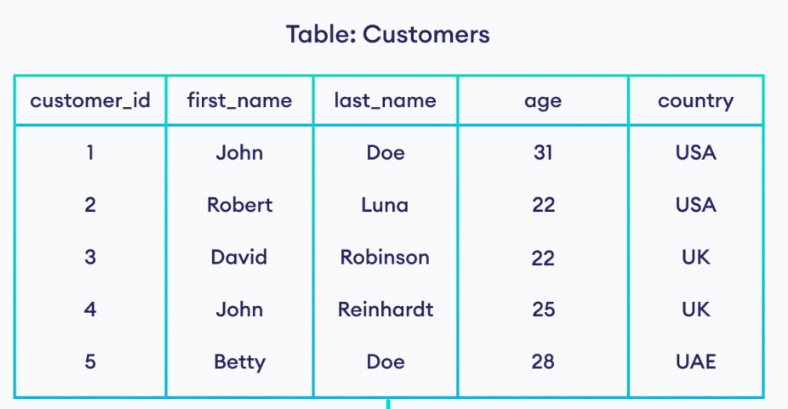 Table: Customers
customer_id first_name last_name age country
1 John Doe 31 USA
2 Robert Luna 22 USA
3 David Robinson 22 UK
4 John Reinhardt 25 UK
5 Betty Doe 28 UAE